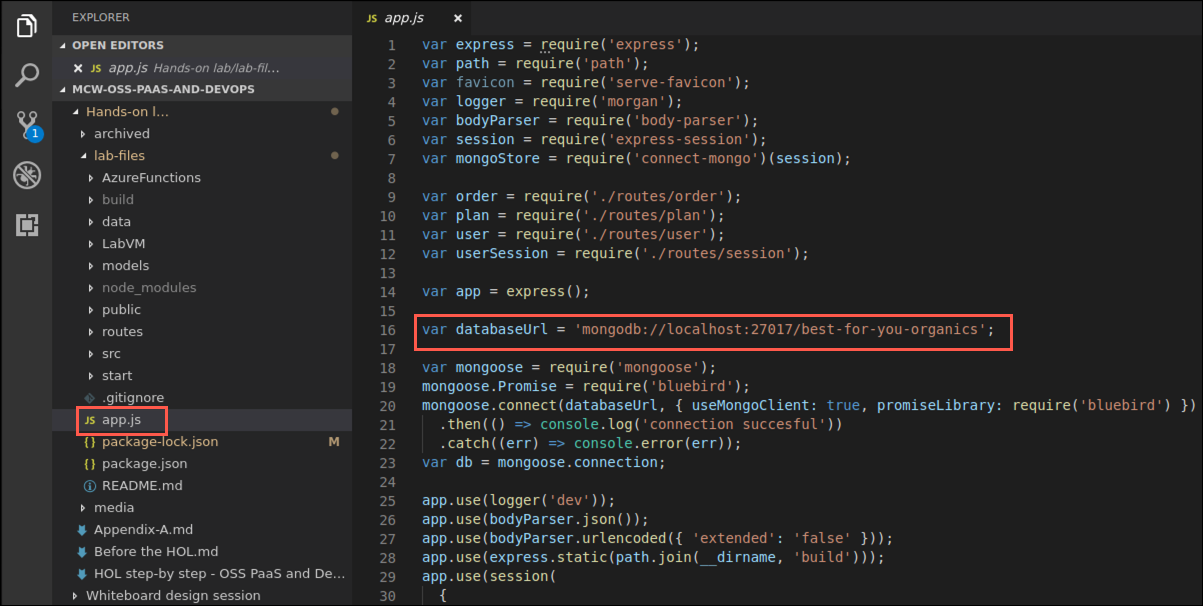 EXPLORER
OPEN EDITORS
JS app.js Hands-on lab/lab-fil...
MCW-OSS-PAAS-AND-DEVOPS
Hands-on l...
archived
lab-files
AzureFunctions
build
data
LabVM
models
node_modules
public
routes
src
start
.gitignore
JS app.js
{} package-lock.json M
{} package.json
README.md
media
Appendix-A.md
Before the HOL.md
HOL step-by step - OSS PaaS and De...
Whiteboard design session
1
JS app.js
1 var express = require('express');
2 var path = require('path');
3 var favicon = require('serve-favicon');
4 var logger = require('morgan');
5 var bodyParser = require('body-parser');
6 var session = require('express-session');
7 var mongoStore = require('connect-mongo')(session);
8
9 var order = require('./routes/order');
10 var plan = require('./routes/plan');
11 var user = require('./routes/user');
12 var userSession = require('./routes/session');
13
14 var app = express();
15
16 var databaseUrl = 'mongodb://localhost:27017/best-for-you-organics';
17
18 var mongoose = require('mongoose');
19 mongoose.Promise = require('bluebird');
20 mongoose.connect(databaseUrl, { useMongoClient: true, promiseLibrary: require('bluebird') })
21 .then(() => console.log('connection succesful'))
22 .catch((err) => console.error(err));
23 var db = mongoose.connection;
24
25 app.use(logger('dev'));
26 app.use(bodyParser.json());
27 app.use(bodyParser.urlencoded({ 'extended': 'false' }));
28 app.use(express.static(path.join(__dirname, 'build')));
29 app.use(session(
30 {